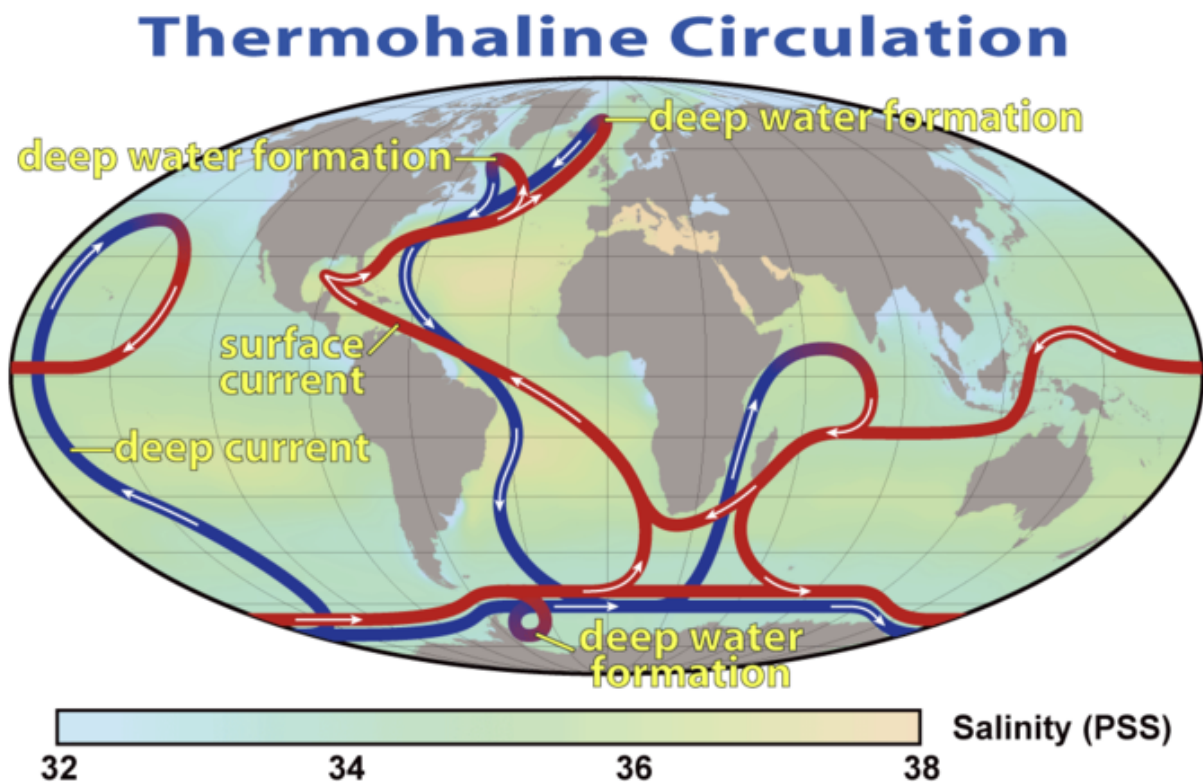 Thermohaline Circulation
deep water formation
deep water formation
surface
current
deep current
deep water
formation
Salinity (PSS)
32 34 36 38